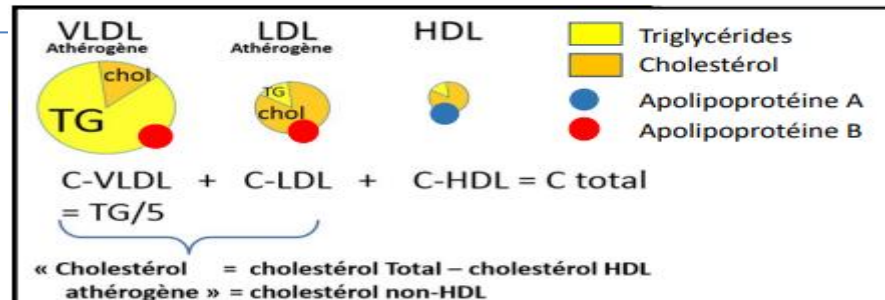 VLDL LDL HDL
Athérogène Athérogène
Triglycérides
Cholestérol
Apolipoprotéine A
Apolipoprotéine B
chol
TG
TG
chol
C-VLDL + C-LDL + C-HDL = C total
= TG/5
« Cholestérol = cholestérol Total – cholestérol HDL
athérogène » = cholestérol non-HDL